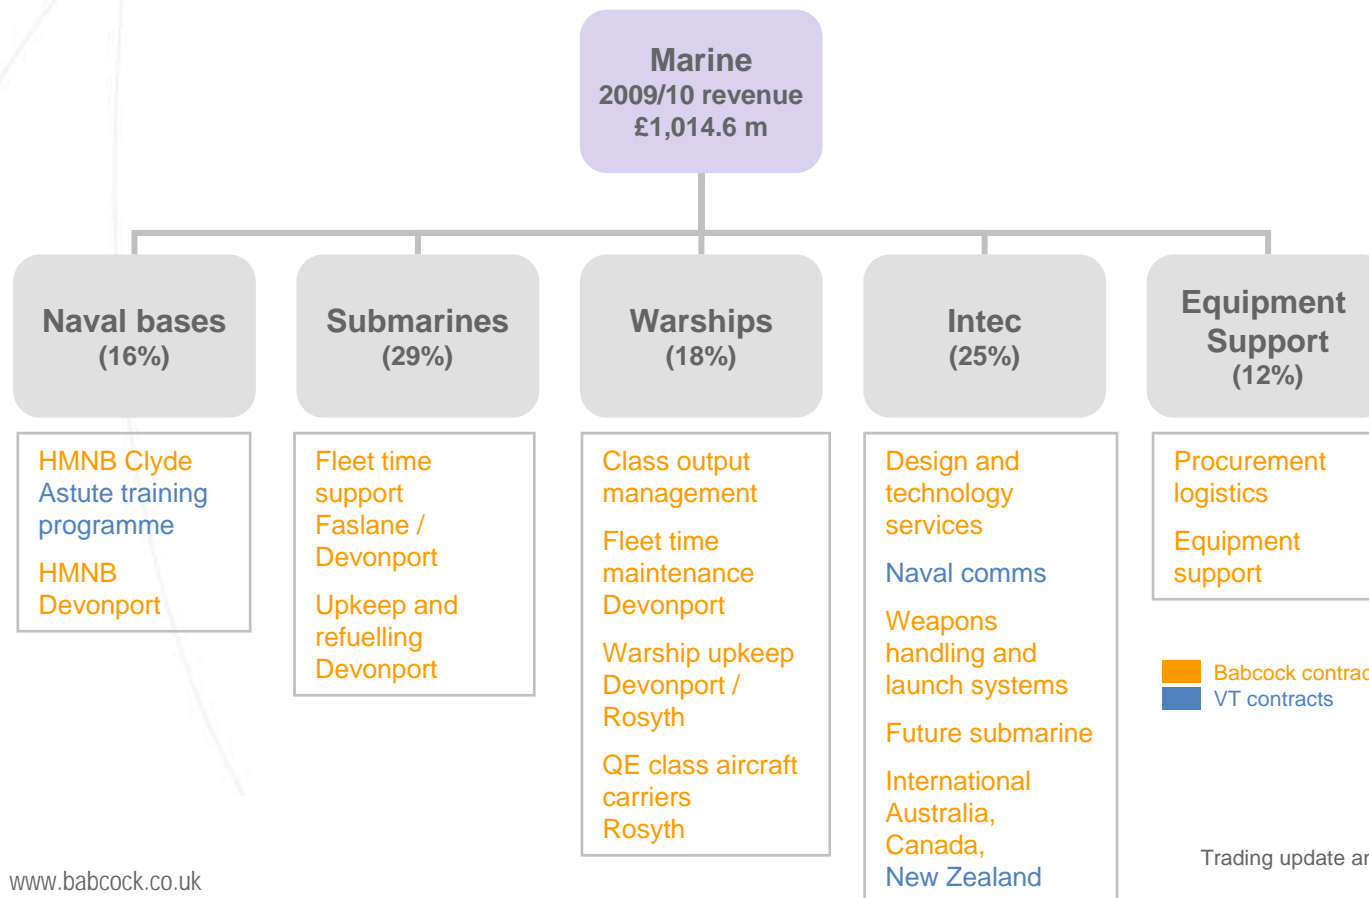 Marine
2009/10 revenue
£1,014.6 m
Naval bases
(16%)
Submarines
(29%)
Warships
(18%)
Intec
(25%)
Equipment
Support
(12%)
HMNB Clyde
Astute training
programme
HMNB
Devonport
Fleet time
support
Faslane /
Devonport
Upkeep and
refuelling
Devonport
Class output
management
Fleet time
maintenance
Devonport
Warship upkeep
Devonport /
Rosyth
QE class aircraft
carriers
Rosyth
Design and
technology
services
Naval comms
Weapons
handling and
launch systems
Future submarine
International
Australia,
Canada,
New Zealand
Procurement
logistics
Equipment
support
Babcock
VT contracts
Trading update
www.babcock.co.uk